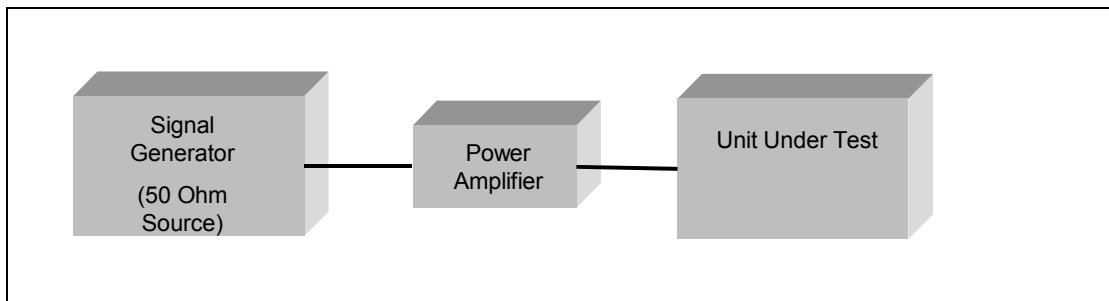 Signal
Generator
(50 Ohm
Source)
Power
Amplifier
Unit Under Test